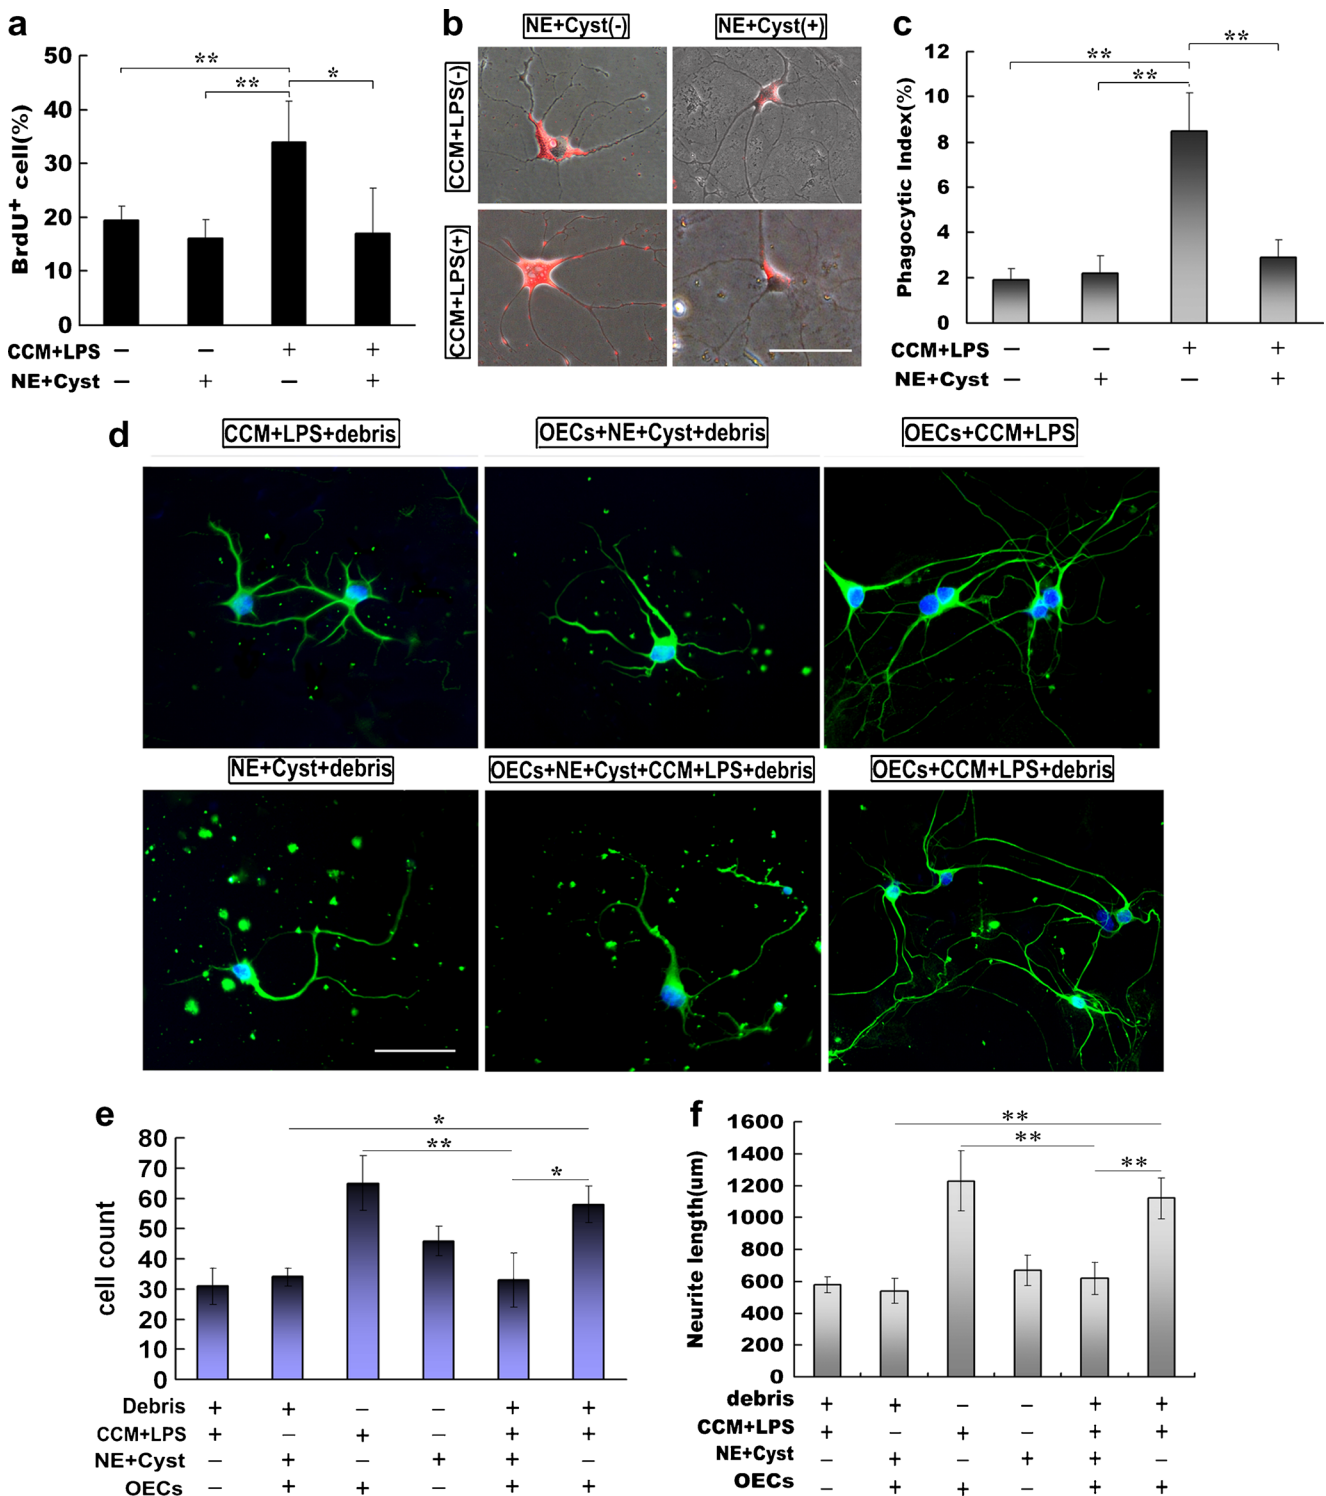 a
50
40
30
20
10
0
BrdU+ cell(%)
**
**
*
CCM+LPS − − + +
NE+Cyst − + − +
b
NE+Cyst(-) NE+Cyst(+)
CCM+LPS(-)
CCM+LPS(+)
c
12
10
8
6
4
2
0
Phagocytic Index(%)
**
**
**
CCM+LPS − − + +
NE+Cyst − + − +
d
CCM+LPS+debris OECs+NE+Cyst+debris OECs+CCM+LPS
NE+Cyst+debris OECs+NE+Cyst+CCM+LPS+debris OECs+CCM+LPS+debris
e
80
70
60
50
40
30
20
10
0
cell count
*
**
*
Debris + + − − + +
CCM+LPS + − + − + +
NE+Cyst − + − + + −
OECs − + + − + +
f
1600
1400
1200
1000
800
600
400
200
0
Neurite length(um)
**
**
**
debris + + − − + +
CCM+LPS + − + − + +
NE+Cyst − + − + + −
OECs − + + − + +